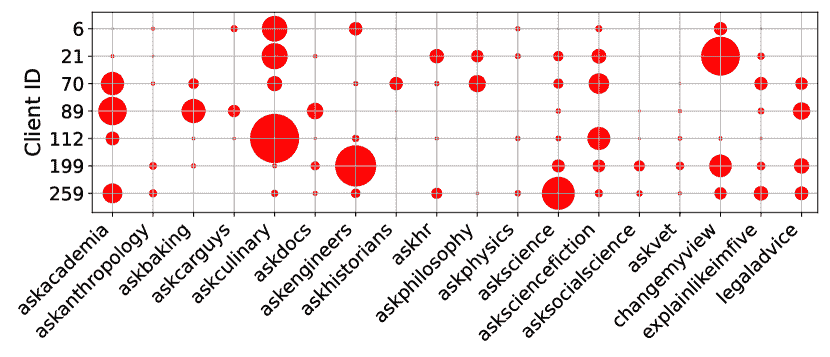 Client ID
6
21
70
89
112
199
259
askacademia
askanthropology
askbaking
askcarguys
askculinary
askdocs
askengineers
askhistorians
askhr
askphilosophy
askphysics
askscience
asksciencefiction
asksocialscience
askvet
changemyview
explainlikeimfive
legaladvice